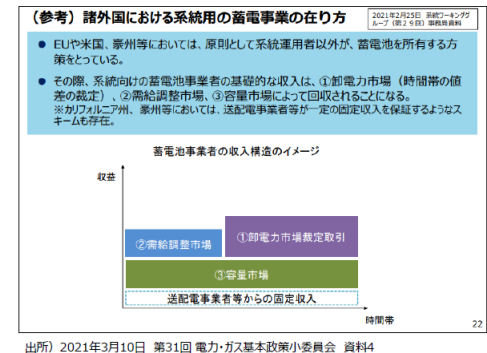 (参考)諸外国における系統用の蓄電事業の在り方
2021年2月25日 系統ワーキンググ
ループ(第29回)事務局資料
● EUや米国、豪州等においては、原則として系統運用者以外が、蓄電池を所有する方
策をとっている。
● その際、系統向けの蓄電池事業者の基礎的な収入は、①卸電力市場(時間帯の値
差の裁定)、②需給調整市場、③容量市場によって回収されることになる。
※カリフォルニア州、豪州等においては、送配電事業者等が一定の固定収入を保証するようなス
キームも存在。
蓄電池事業者の収入構造のイメージ
収益
①卸電力市場裁定取引
②需給調整市場
③容量市場
送配電事業者等からの固定収入
時間帯
22
出所)2021年3月10日 第31回 電力・ガス基本政策小委員会 資料4